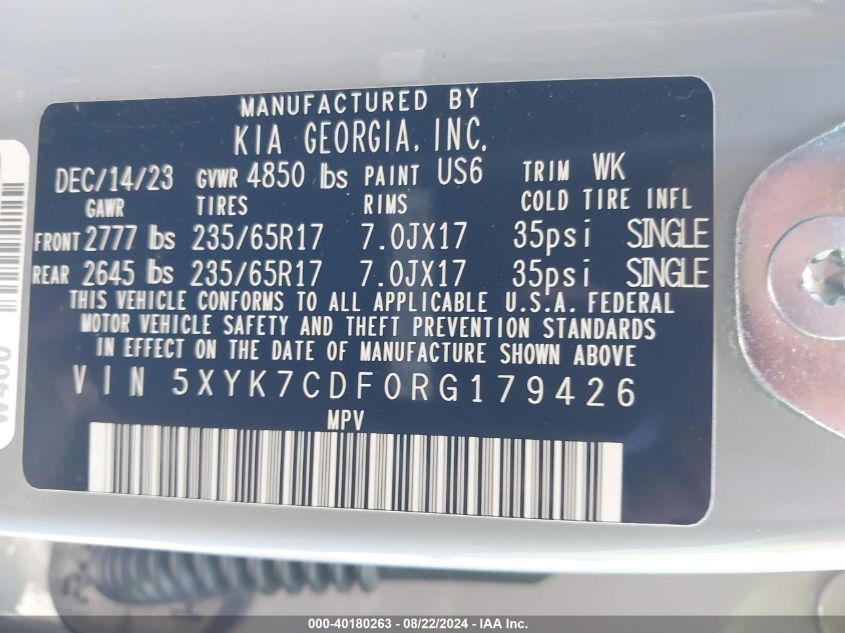 MANUFACTURED BY
KIA GEORGIA, INC.
DEC/14/23 GVWR 4850 lbs PAINT US6 TRIM WK
GAWR TIRES RIMS COLD TIRE INFL
FRONT 2777 lbs 235/65R17 7.0JX17 35psi SINGLE
REAR 2645 lbs 235/65R17 7.0JX17 35psi SINGLE
THIS VEHICLE CONFORMS TO ALL APPLICABLE U.S.A. FEDERAL
MOTOR VEHICLE SAFETY AND THEFT PREVENTION STANDARDS
IN EFFECT ON THE DATE OF MANUFACTURE SHOWN ABOVE
VIN 5XYK7CDF0RG179426
MPV
000-40180263 - 08/22/2024 - IAAI.COM